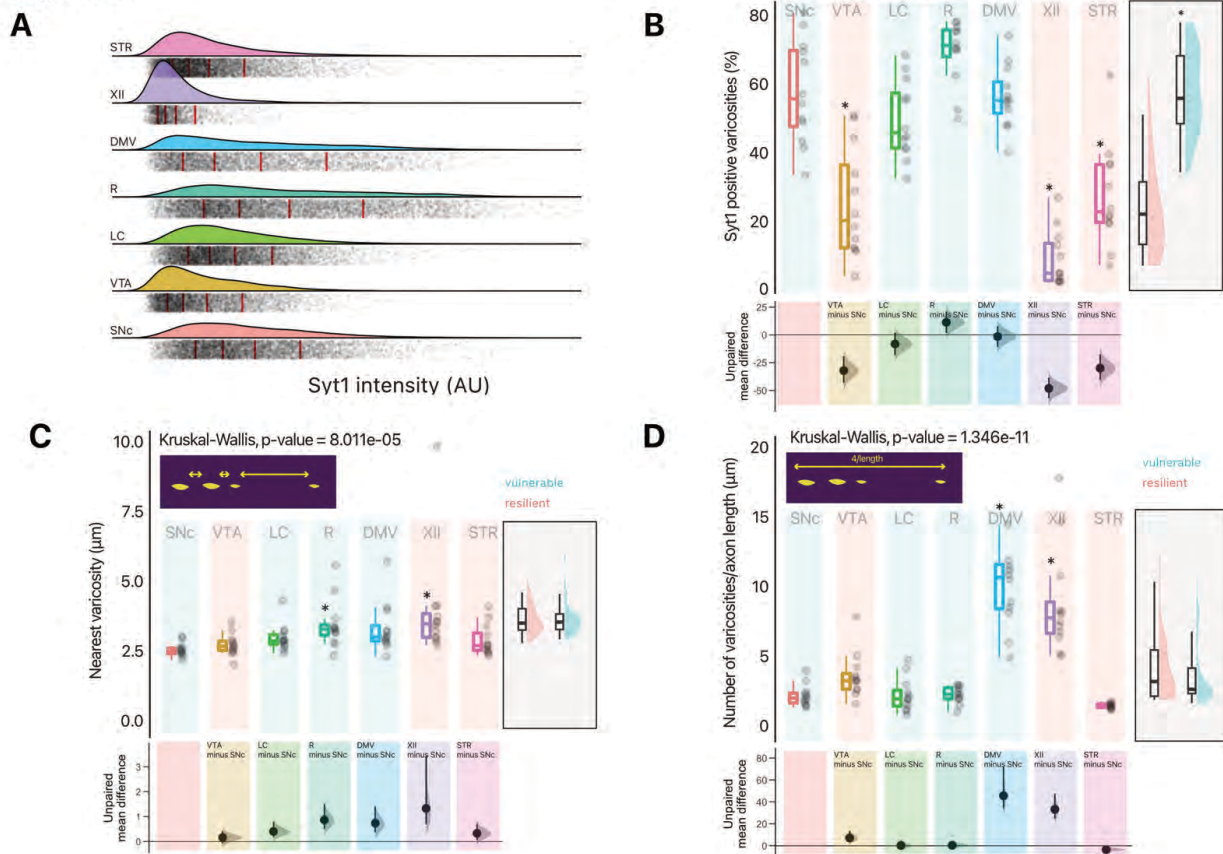 A
STR
XII
DMV
R
LC
VTA
SNc
Syt1 intensity (AU)
B
Syt1 positive varicosities (%)
80
60
40
20
0
SNc VTA LC R DMV XII STR
* * * *
Unpaired
mean difference
25
0
-25
-50
VTA
minus SNc
LC
minus SNc
R
minus SNc
DMV
minus SNc
XII
minus SNc
STR
minus SNc
C
Kruskal-Wallis, p-value = 8.011e-05
Nearest varicosity (µm)
10.0
7.5
5.0
2.5
0.0
vulnerable
resilient
SNc VTA LC R DMV XII STR
* *
Unpaired
mean difference
3
2
1
0
VTA
minus SNc
LC
minus SNc
R
minus SNc
DMV
minus SNc
XII
minus SNc
STR
minus SNc
D
Kruskal-Wallis, p-value = 1.346e-11
4/length
Number of varicosities/axon length (µm)
20
15
10
5
0
vulnerable
resilient
SNc VTA LC R DMV XII STR
* *
Unpaired
mean difference
80
60
40
20
0
VTA
minus SNc
LC
minus SNc
R
minus SNc
DMV
minus SNc
XII
minus SNc
STR
minus SNc